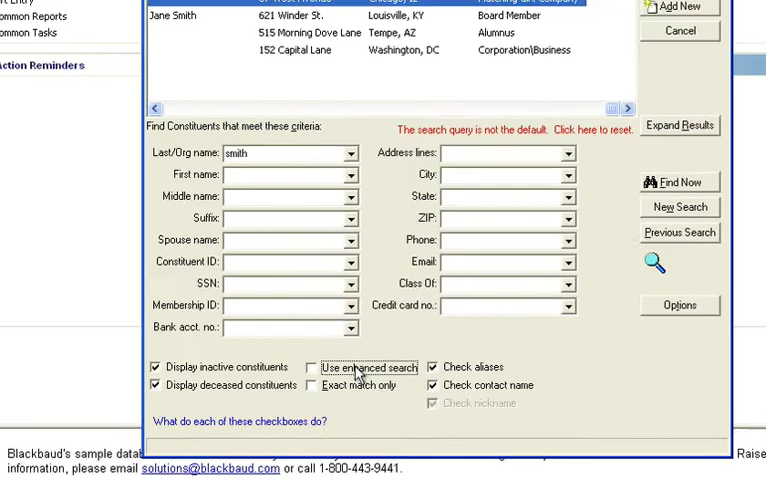 ommon Reports
ommon Tasks
Action Reminders
Add New
Jane Smith 621 Winder St. Louisville, KY Board Member
Cancel
515 Morning Dove Lane Tempe, AZ Alumnus
152 Capital Lane Washington, DC Corporation\Business
Find Constituents that meet these criteria:
The search query is not the default. Click here to reset.
Expand Results
Last/Org name: smith Address lines:
First name: City:
Find Now
Middle name: State:
New Search
Suffix: ZIP:
Previous Search
Spouse name: Phone:
Constituent ID: Email:
SSN: Class Of:
Membership ID: Credit card no.:
Options
Bank acct. no.:
Display inactive constituents Use enhanced search Check aliases
Display deceased constituents Exact match only Check contact name
Check nickname
What do each of these checkboxes do?
Blackbaud's sample datab Raise
information, please email solutions@blackbaud.com or call 1-800-443-9441.